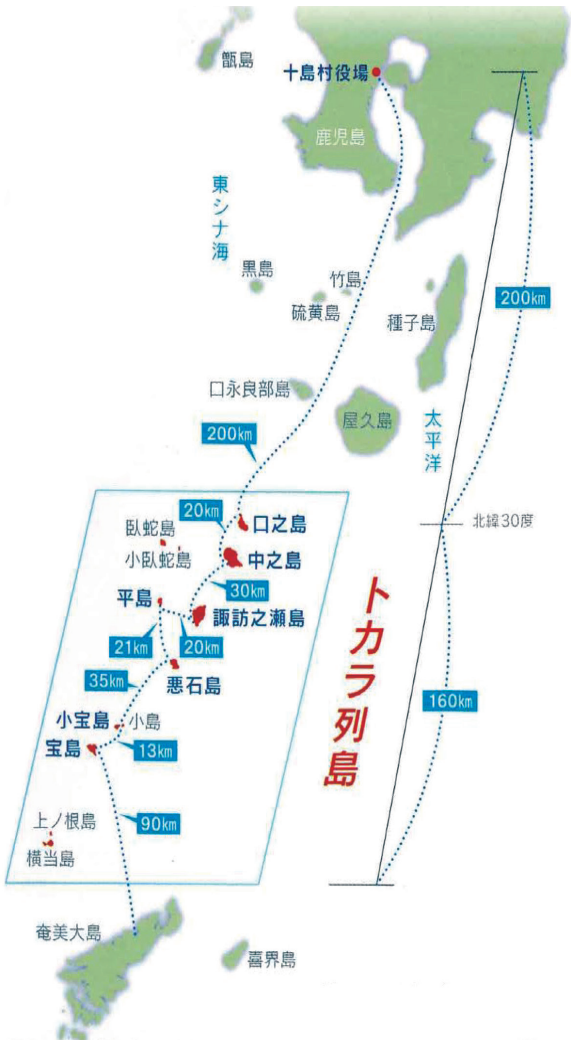 甑島
十島村役場
鹿児島
東シナ海
黒島
竹島
硫黄島
種子島
200km
口永良部島
屋久島
太平洋
200km
20km
口之島
北緯30度
臥蛇島
小臥蛇島
中之島
30km
平島
諏訪之瀬島
21km
20km
トカラ列島
悪石島
35km
160km
小宝島
小島
宝島
13km
上ノ根島
90km
横当島
奄美大島
喜界島